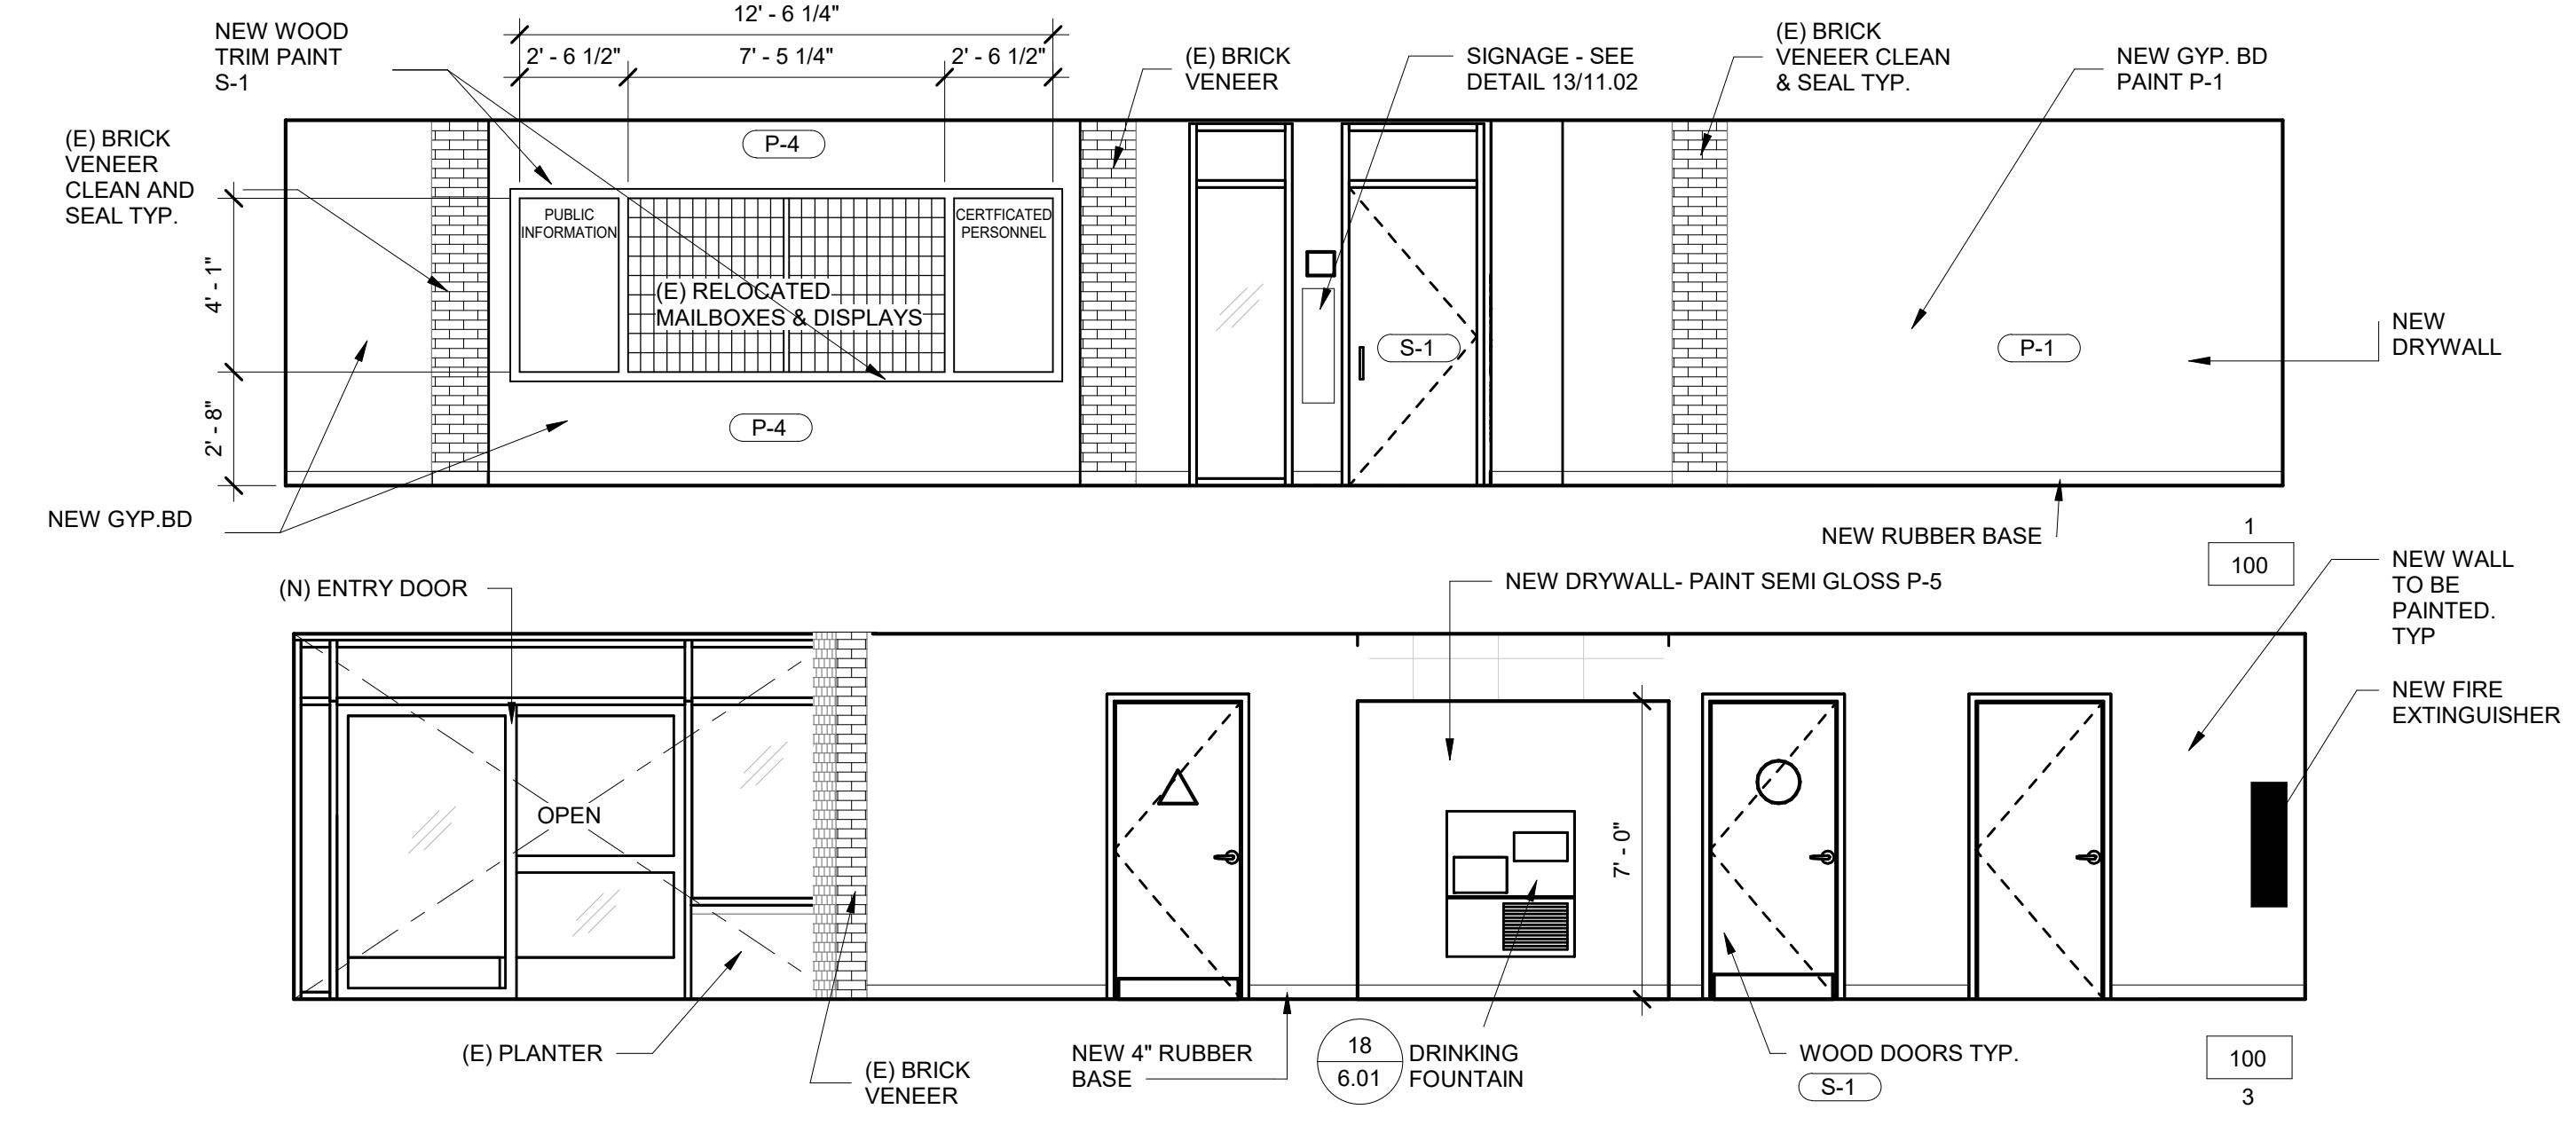 12' - 6 1/4"
2' - 6 1/2"
7' - 5 1/4"
2' - 6 1/2"
NEW WOOD
TRIM PAINT
S-1
(E) BRICK
VENEER
SIGNAGE - SEE
DETAIL 13/11.02
(E) BRICK
VENEER CLEAN
& SEAL TYP.
NEW GYP. BD
PAINT P-1
(E) BRICK
VENEER
CLEAN AND
SEAL TYP.
P-4
PUBLIC
INFORMATION
CERTFICATED
PERSONNEL
(E) RELOCATED
MAILBOXES & DISPLAYS
4' - 1"
2' - 8"
P-4
S-1
P-1
NEW
DRYWALL
NEW GYP.BD
NEW RUBBER BASE
1
100
(N) ENTRY DOOR
NEW DRYWALL- PAINT SEMI GLOSS P-5
NEW WALL
TO BE
PAINTED.
TYP
NEW FIRE
EXTINGUISHER
OPEN
7' - 0"
(E) PLANTER
(E) BRICK
VENEER
NEW 4" RUBBER
BASE
18
6.01
DRINKING
FOUNTAIN
WOOD DOORS TYP.
S-1
100
3